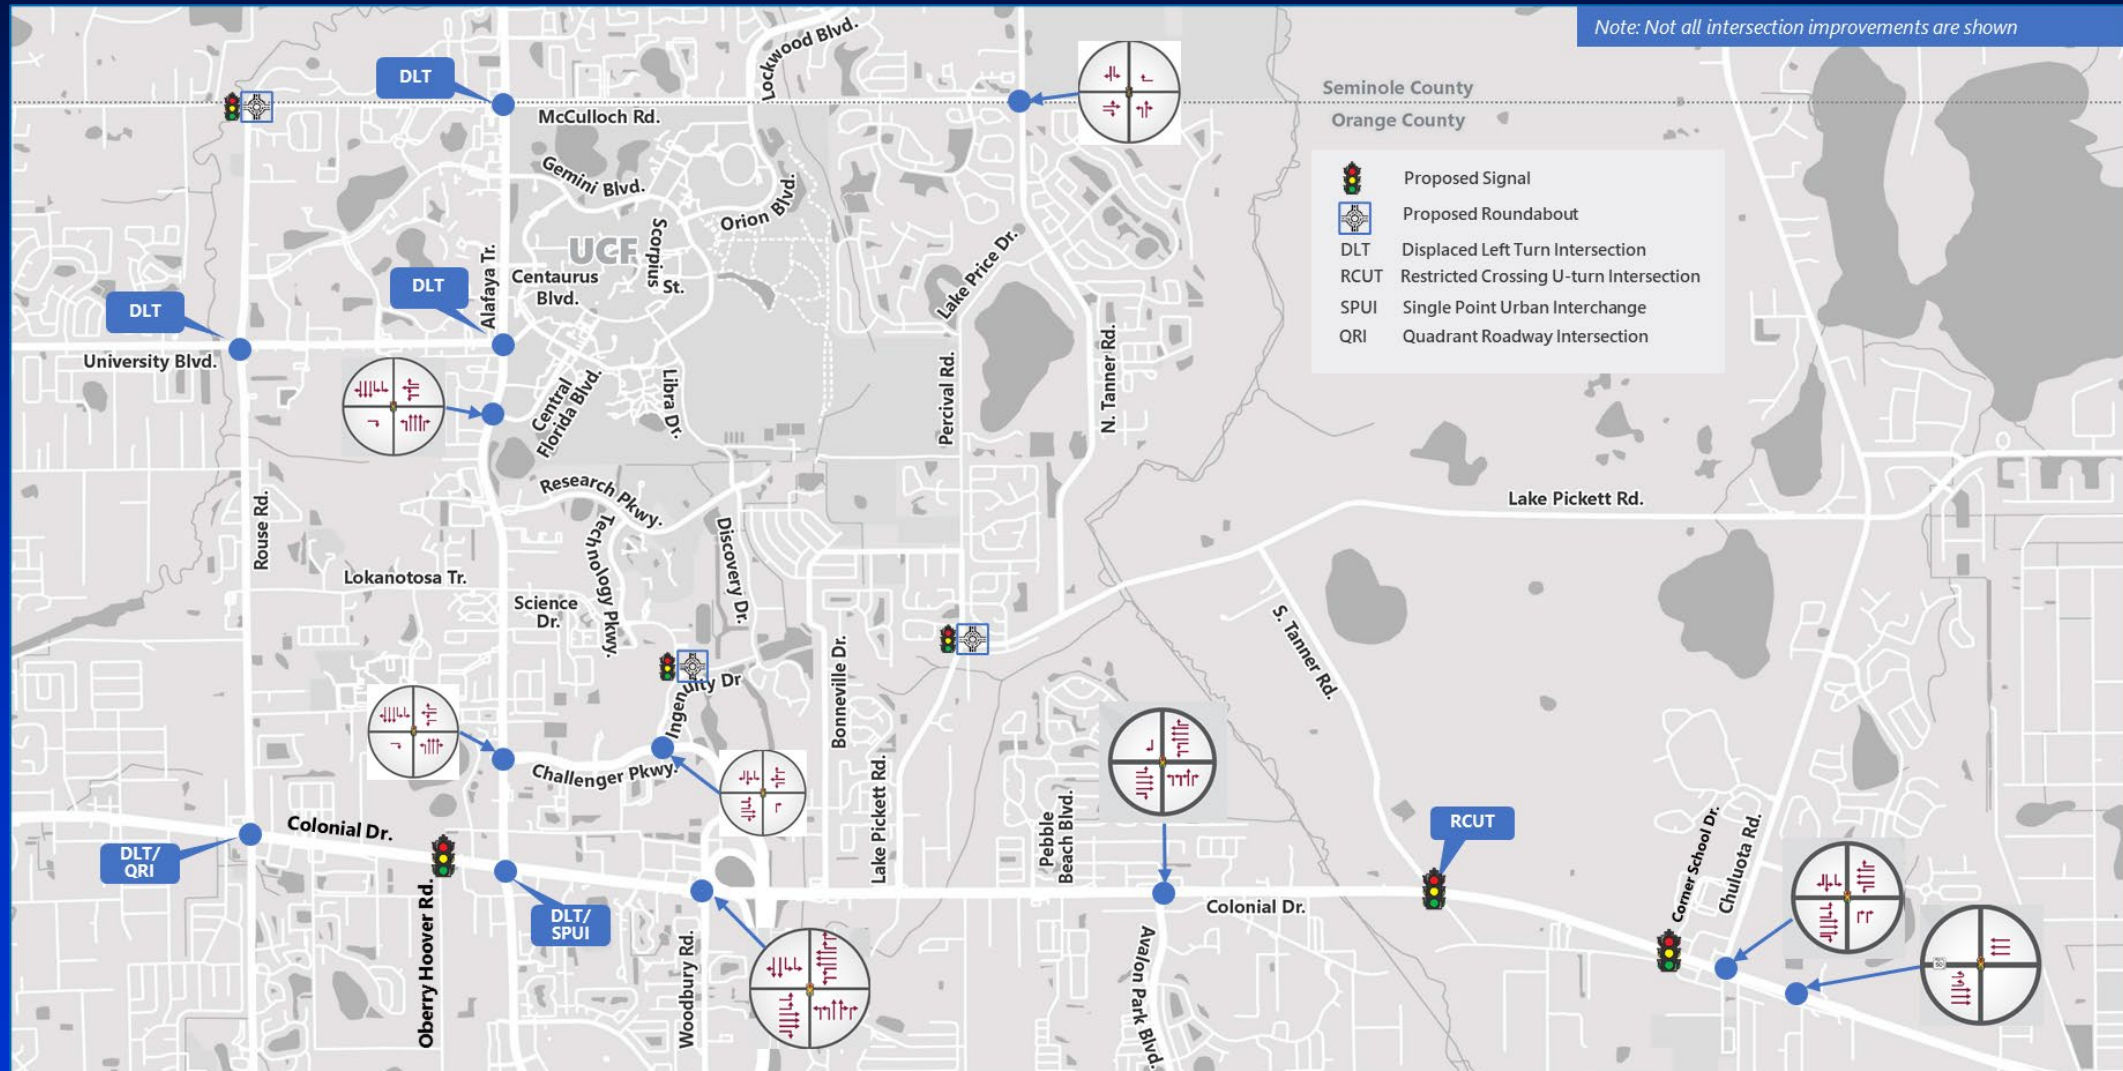 Note: Not all intersection improvements are shown
Lockwood Blvd.
DLT
McCulloch Rd.
Seminole County
Orange County
Gemini Blvd.
Orion Blvd.
Scorpius
St.
UCF
Centaurus
Blvd.
Alafaya Tr.
DLT
DLT
University Blvd.
Lake Price Dr.
Proposed Signal
Proposed Roundabout
DLT Displaced Left Turn Intersection
RCUT Restricted Crossing U-turn Intersection
SPUI Single Point Urban Interchange
QRI Quadrant Roadway Intersection
Central
Florida Blvd.
Libra Dr.
Percival Rd.
N. Tanner Rd.
Research Pkwy.
Lake Pickett Rd.
Rouse Rd.
Technology Pkwy.
Discovery Dr.
Lokanotosa Tr.
Science
Dr.
S. Tanner Rd.
Bonneville Dr.
Ingenuity Dr
Challenger Pkwy.
Lake Pickett Rd.
Pebble
Beach Blvd.
Colonial Dr.
DLT/
QRI
RCUT
Corner School Dr.
Chuluota Rd.
Oberry Hoover Rd.
DLT/
SPUI
Woodbury Rd.
Colonial Dr.
Avalon Park Blvd.